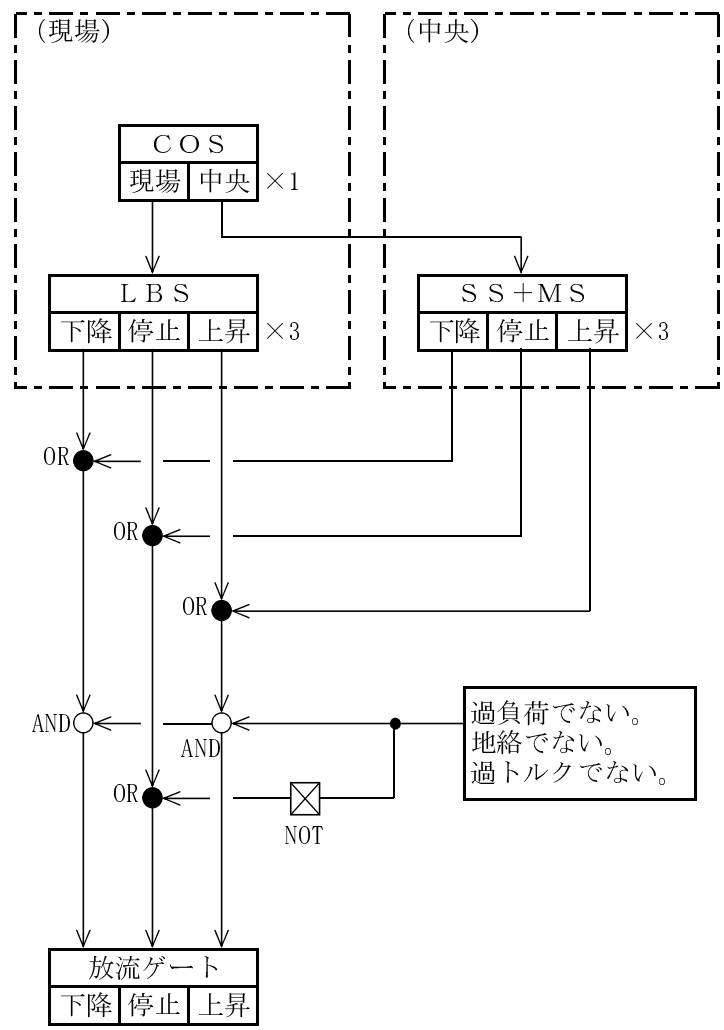 （現場）
（中央）
ＣＯＳ
現場 中央 ×1
ＬＢＳ
下降 停止 上昇 ×3
ＳＳ＋ＭＳ
下降 停止 上昇 ×3
OR
OR
OR
AND
AND
過負荷でない。
地絡でない。
過トルクでない。
OR
NOT
放流ゲート
下降 停止 上昇